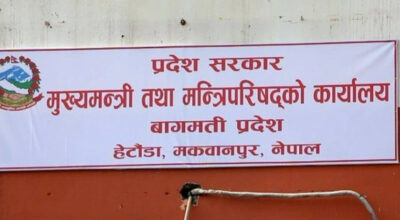 प्रदेश सरकार
मुख्यमन्त्री तथा मन्त्रिपरिषद्को कार्यालय
बागमती प्रदेश
हेटौंडा, मकवानपुर, नेपाल